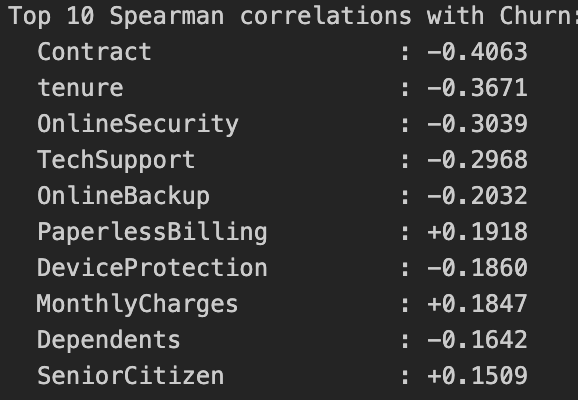 Top 10 Spearman correlations with Churn:
  Contract                 : -0.4063
  tenure                   : -0.3671
  OnlineSecurity           : -0.3039
  TechSupport              : -0.2968
  OnlineBackup             : -0.2032
  PaperlessBilling         : +0.1918
  DeviceProtection         : -0.1860
  MonthlyCharges           : +0.1847
  Dependents               : -0.1642
  SeniorCitizen            : +0.1509